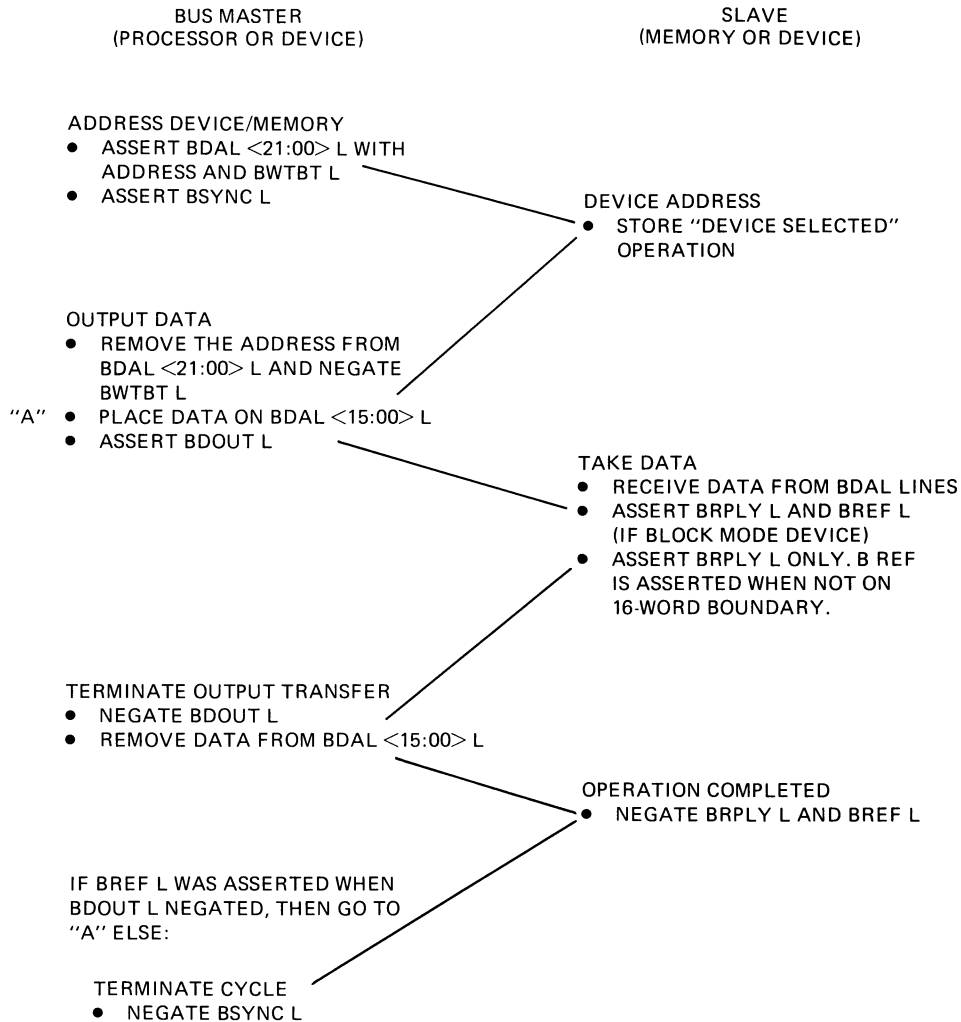 BUS MASTER
(PROCESSOR OR DEVICE)
SLAVE
(MEMORY OR DEVICE)
ADDRESS DEVICE/MEMORY
● ASSERT BDAL <21:00> L WITH
ADDRESS AND BWTBT L
● ASSERT BSYNC L
DEVICE ADDRESS
● STORE "DEVICE SELECTED"
OPERATION
OUTPUT DATA
● REMOVE THE ADDRESS FROM
BDAL <21:00> L AND NEGATE
BWTBT L
"A" ● PLACE DATA ON BDAL <15:00> L
● ASSERT BDOUT L
TAKE DATA
● RECEIVE DATA FROM BDAL LINES
● ASSERT BRPLY L AND BREF L
(IF BLOCK MODE DEVICE)
● ASSERT BRPLY L ONLY. B REF
IS ASSERTED WHEN NOT ON
16-WORD BOUNDARY.
TERMINATE OUTPUT TRANSFER
● NEGATE BDOUT L
● REMOVE DATA FROM BDAL <15:00> L
OPERATION COMPLETED
● NEGATE BRPLY L AND BREF L
IF BREF L WAS ASSERTED WHEN
BDOUT L NEGATED, THEN GO TO
"A" ELSE:
TERMINATE CYCLE
● NEGATE BSYNC L